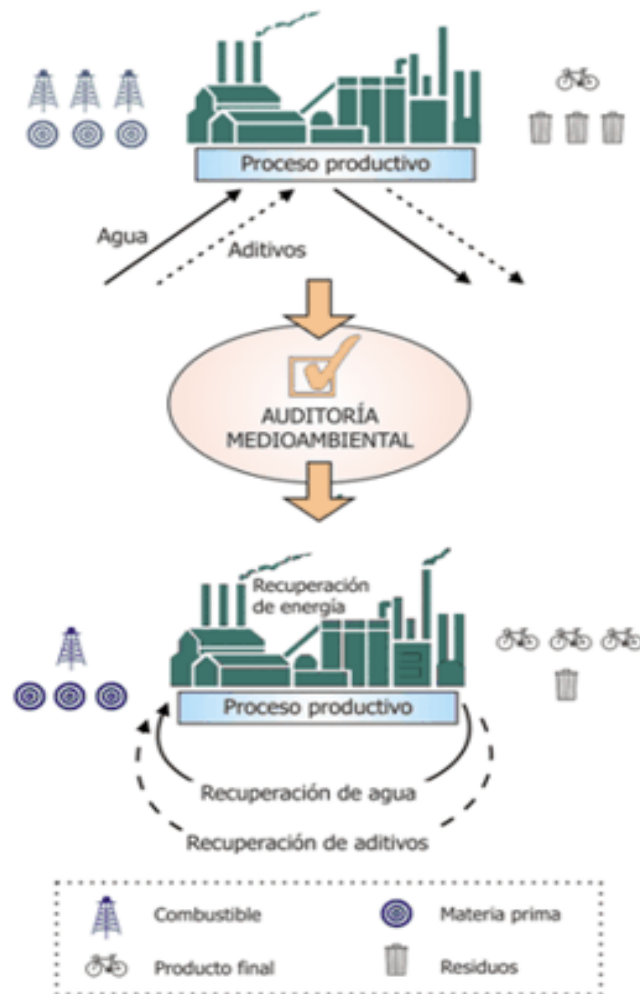 Proceso productivo
Agua
Aditivos
AUDITORÍA
MEDIOAMBIENTAL
Recuperación
de energía
Proceso productivo
Recuperación de agua
Recuperación de aditivos
Combustible
Materia prima
Producto final
Residuos